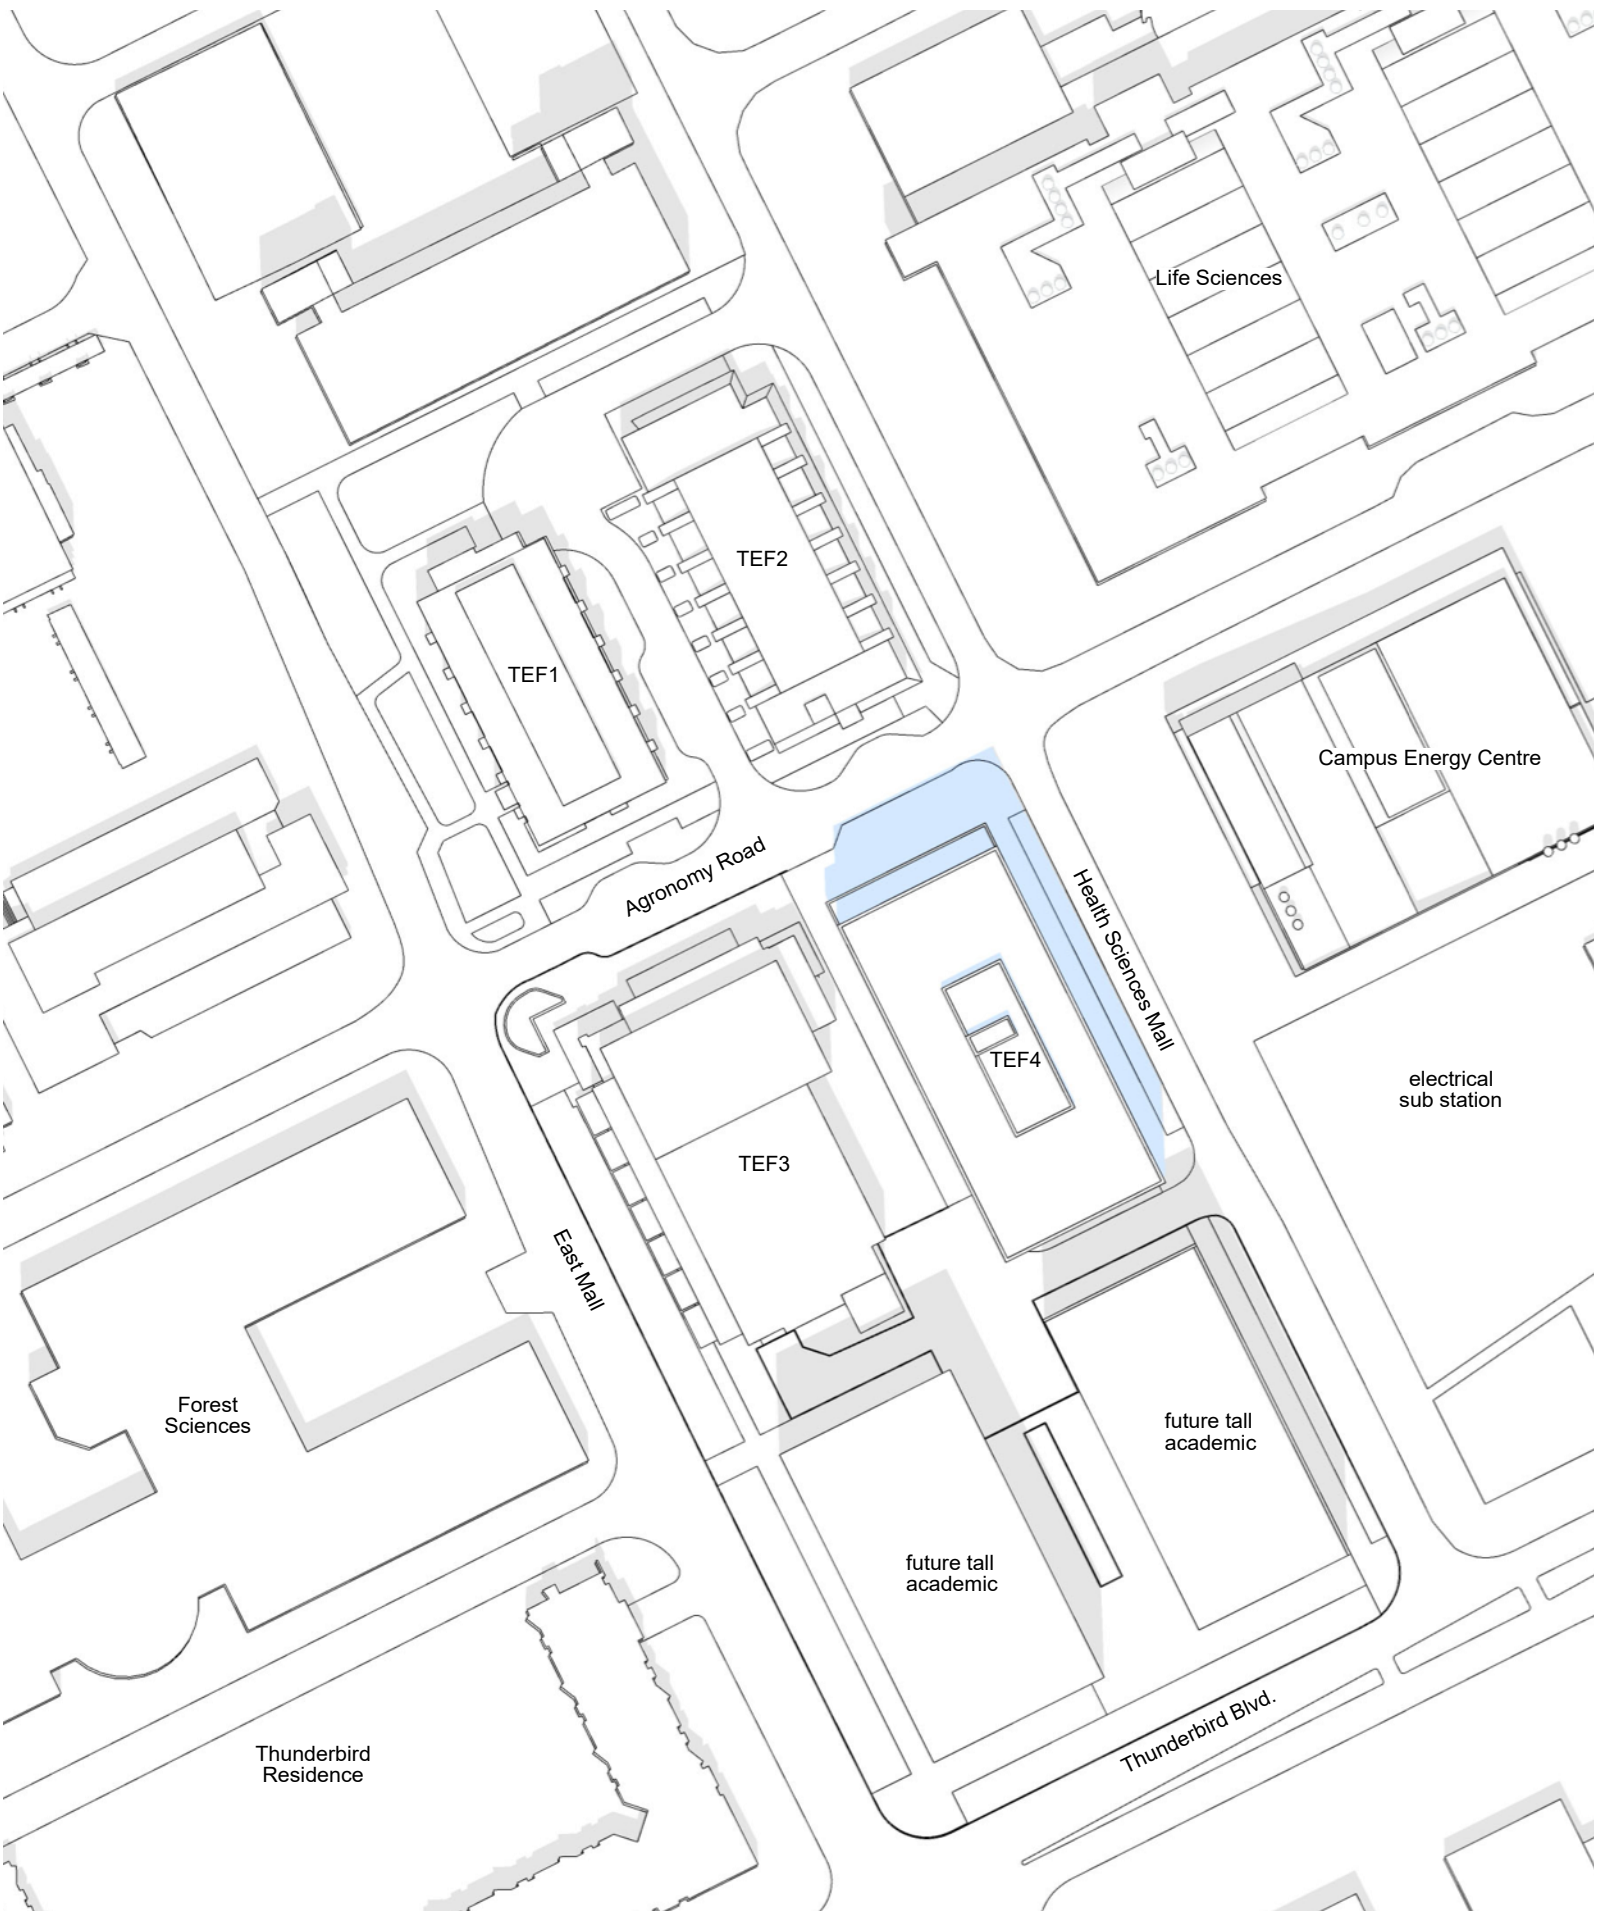 Life Sciences
TEF2
TEF1
Campus Energy Centre
Agronomy Road
Health Sciences Mall
TEF4
electrical
sub station
TEF3
East Mall
Forest
Sciences
future tall
academic
future tall
academic
Thunderbird Blvd.
Thunderbird
Residence